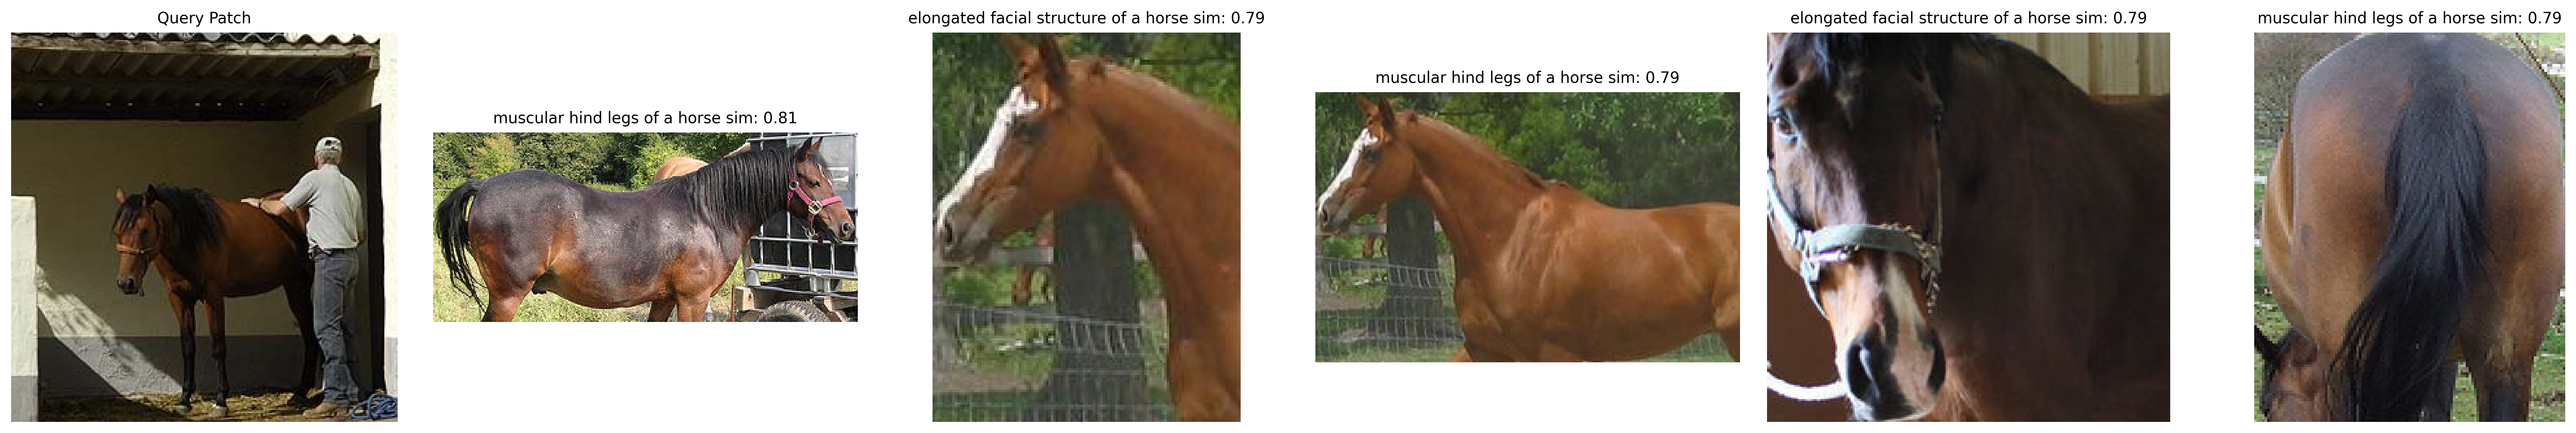 Query Patch
muscular hind legs of a horse sim: 0.81
elongated facial structure of a horse sim: 0.79
muscular hind legs of a horse sim: 0.79
elongated facial structure of a horse sim: 0.79
muscular hind legs of a horse sim: 0.79